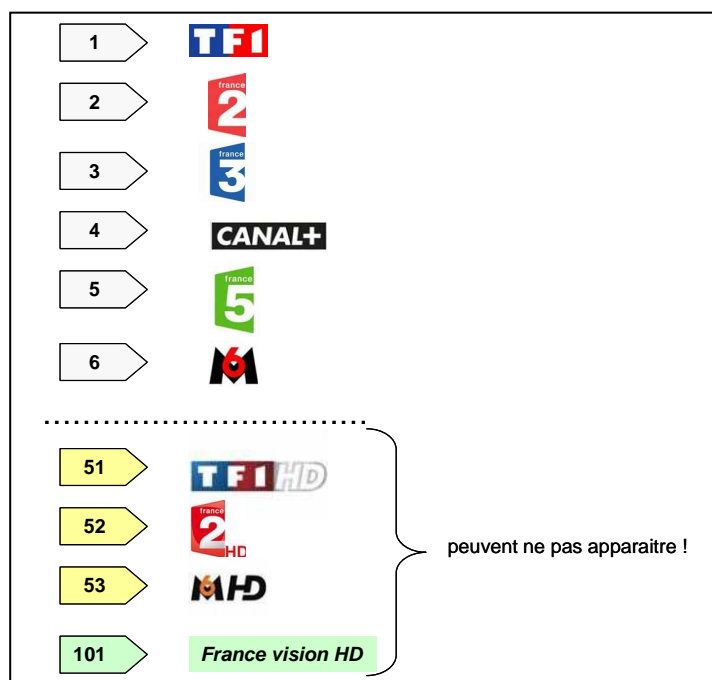 1 TF1
2 france 2
3 france 3
4 CANAL+
5 france 5
6 M6
51 TF1 HD
52 france 2 HD
peuvent ne pas apparaitre !
53 M6 HD
101 France vision HD